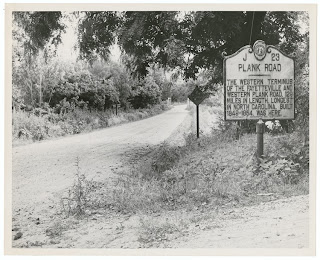 J 23
PLANK ROAD
THE WESTERN TERMINUS
OF THE FAYETTEVILLE AND
WESTERN PLANK ROAD, 129
MILES IN LENGTH, LONGEST
IN NORTH CAROLINA, BUILT
1849-1854, WAS HERE.